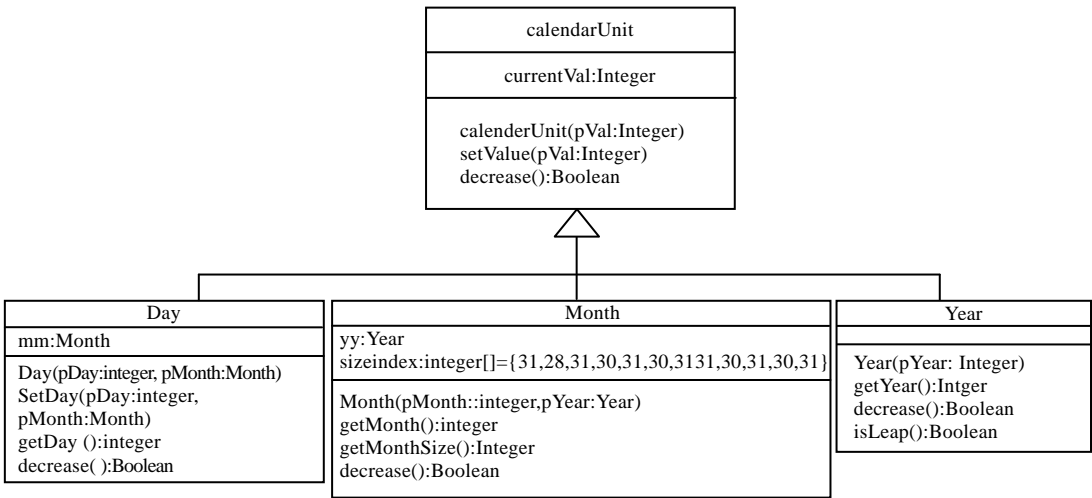 calendarUnit
currentVal:Integer
calenderUnit(pVal:Integer)
setValue(pVal:Integer)
decrease():Boolean
Day
mm:Month
Day(pDay:integer, pMonth:Month)
SetDay(pDay:integer,
pMonth:Month)
getDay ():integer
decrease( ):Boolean
Month
yy:Year
sizeindex:integer[]={31,28,31,30,31,30,3131,30,31,30,31}
Month(pMonth::integer,pYear:Year)
getMonth():integer
getMonthSize():Integer
decrease():Boolean
Year
Year(pYear: Integer)
getYear():Intger
decrease():Boolean
isLeap():Boolean